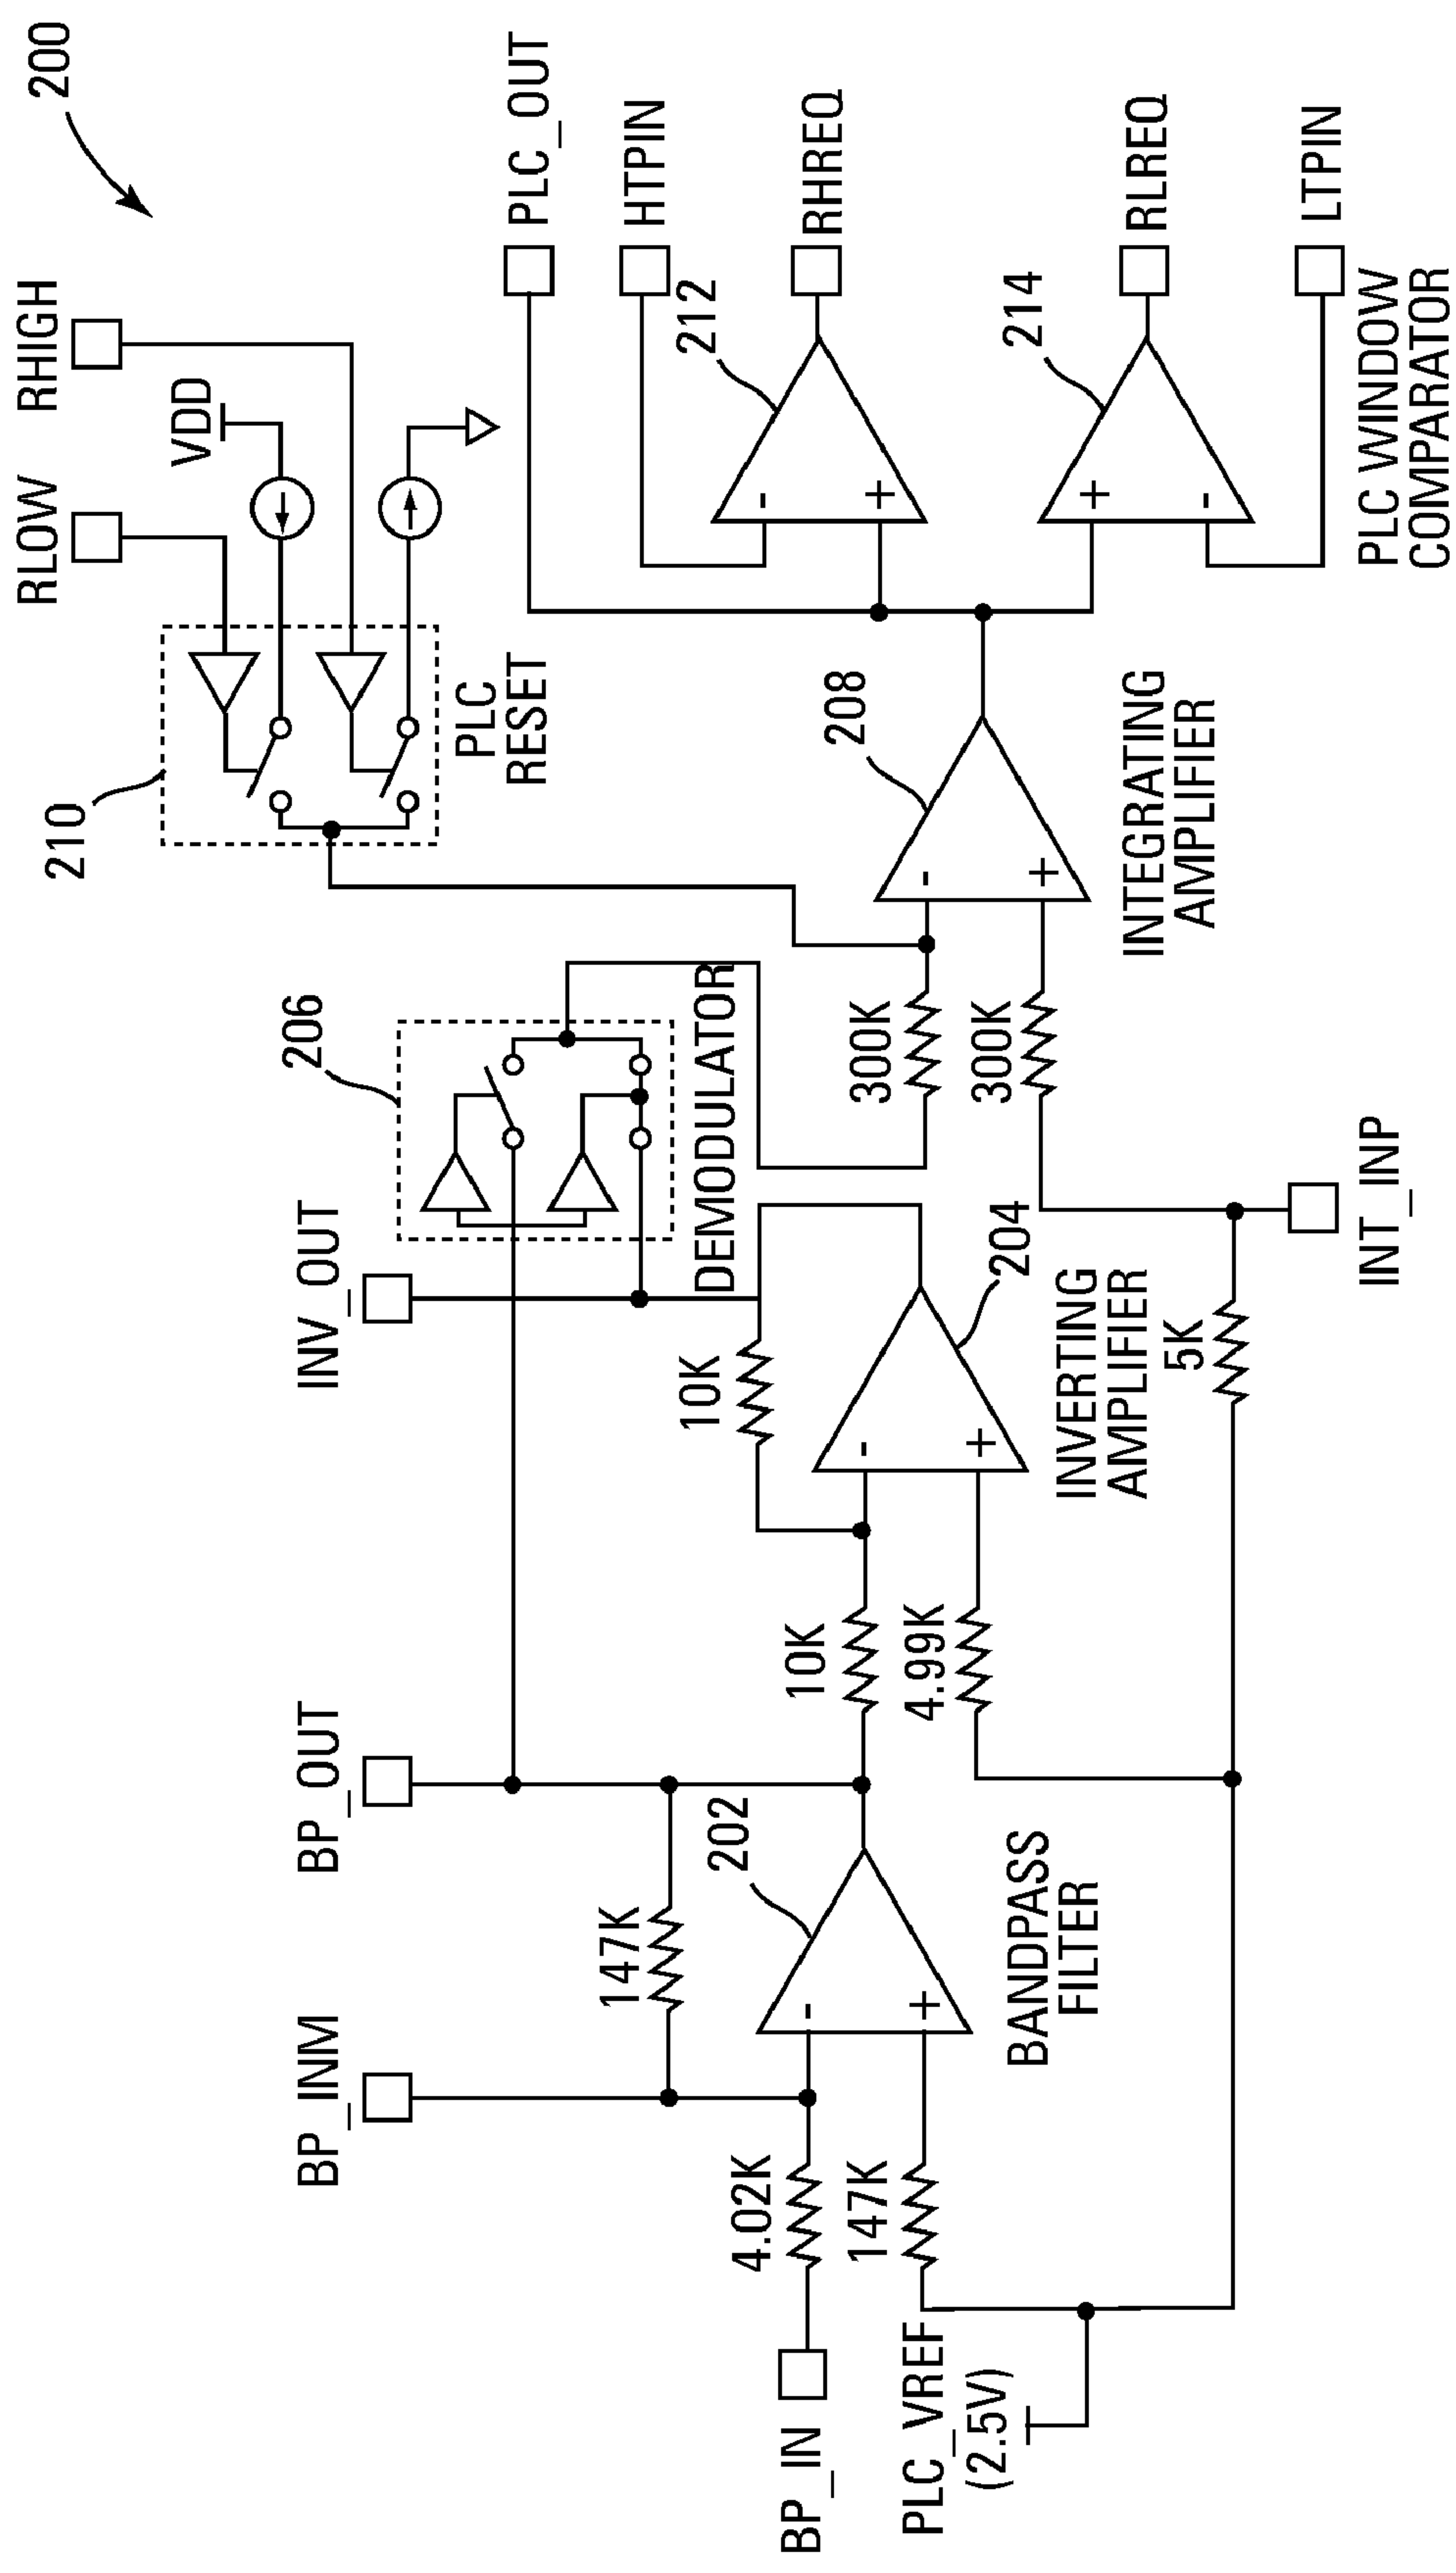 200
RLOW
RHIGH
VDD
210
PLC
RESET
PLC_OUT
HTPIN
212
RHREQ
214
RLREQ
LTPIN
PLC WINDOW
COMPARATOR
-
+
+
-
BP_INM
BP_OUT
INV_OUT
206
DEMODULATOR
208
-
+
INTEGRATING
AMPLIFIER
300K
300K
147K
202
-
+
BANDPASS
FILTER
10K
10K
4.99K
-
+
204
INVERTING
AMPLIFIER
5K
INT_INP
4.02K
147K
BP_IN
PLC_VREF
(2.5V)